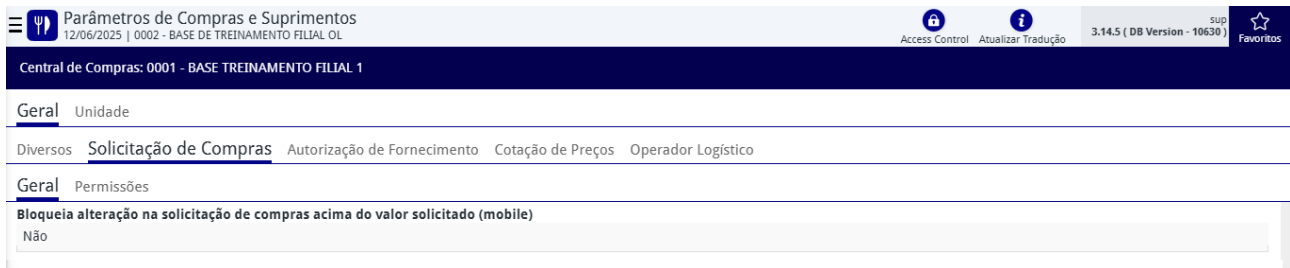 Parâmetros de Compras e Suprimentos
12/06/2025 | 0002 - BASE DE TREINAMENTO FILIAL OL
Access Control
Atualizar Tradução
sup
3.14.5 ( DB Version - 10630 )
Favoritos
Central de Compras: 0001 - BASE TREINAMENTO FILIAL 1
Geral Unidade
Diversos Solicitação de Compras Autorização de Fornecimento Cotação de Preços Operador Logístico
Geral Permissões
Bloqueia alteração na solicitação de compras acima do valor solicitado (mobile)
Não